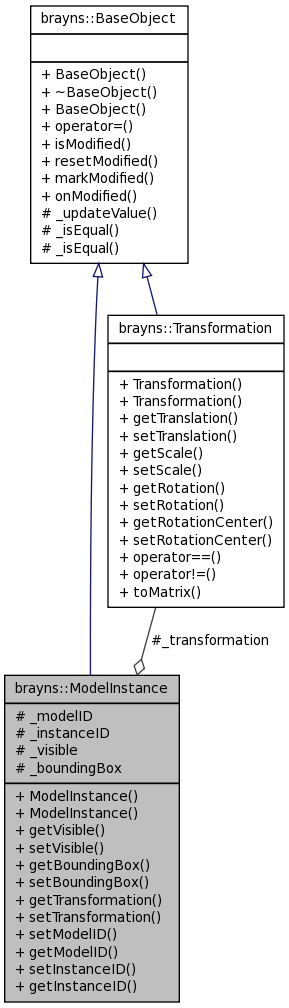 brayns::BaseObject
+ BaseObject()
+ ~BaseObject()
+ BaseObject()
+ operator=()
+ isModified()
+ resetModified()
+ markModified()
+ onModified()
# _updateValue()
# _isEqual()
# _isEqual()
brayns::Transformation
+ Transformation()
+ Transformation()
+ getTranslation()
+ setTranslation()
+ getScale()
+ setScale()
+ getRotation()
+ setRotation()
+ getRotationCenter()
+ setRotationCenter()
+ operator==()
+ operator!=()
+ toMatrix()
#_transformation
brayns::ModelInstance
# _modelID
# _instanceID
# _visible
# _boundingBox
+ ModelInstance()
+ ModelInstance()
+ getVisible()
+ setVisible()
+ getBoundingBox()
+ setBoundingBox()
+ getTransformation()
+ setTransformation()
+ setModelID()
+ getModelID()
+ setInstanceID()
+ getInstanceID()